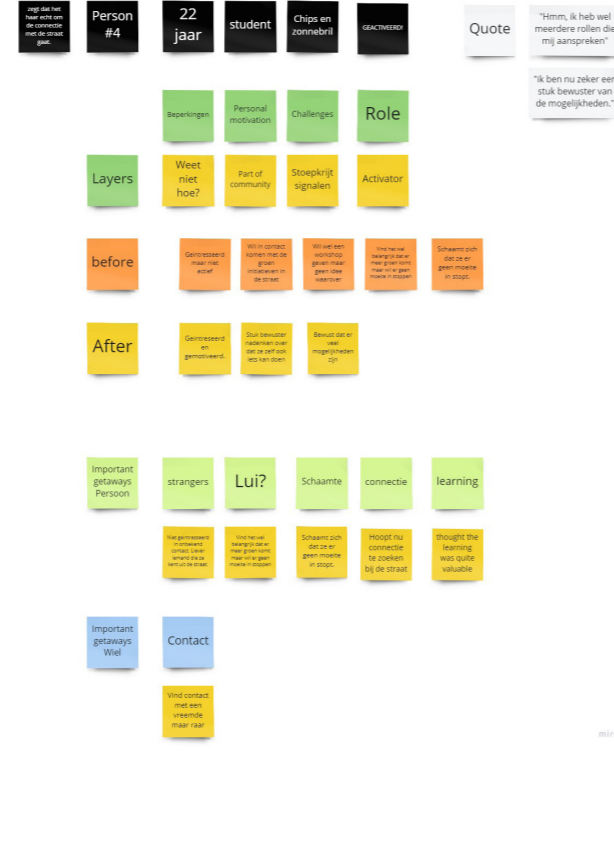 zegt dat het
haar echt om
de connectie
met de straat
gaat.
Person
#4
22
jaar
student
Chips en
zonnebril
GEACTIVEERD!
Quote
"Hmm, ik heb wel
meerdere rollen die
mij aanspreken"
"Ik ben nu zeker een
stuk bewuster van
de mogelijkheden."
Beperkingen
Personal
motivation
Challenges
Role
Layers
Weet
niet
hoe?
Part of
community
Stoepkrijt
signalen
Activator
before
Geintresseerd
maar niet
actief
Wil in contact
komen met de
groen
initiatieven in
de straat
Wil wel een
workshop
geven maar
geen idee
waarover
Vind het wel
belangrijk dat er
meer groen komt
maar wil er geen
moeite in stoppen
Schaamt zich
dat ze er
geen moeite
in stopt.
After
Geintreseerd
en
gemotiveerd.
Stuk bewuster
nadenken over
dat ze zelf ook
iets kan doen
Bewust dat er
veel
mogelijkheden
zijn
Important
getaways
Persoon
strangers
Lui?
Schaamte
connectie
learning
Niet geintresseerd
in onbekend
contact. Liever
iemand die ze
kent uit de straat
Vind het wel
belangrijk dat er
meer groen komt
maar wil er geen
moeite in stoppen
Schaamt zich
dat ze er
geen moeite
in stopt.
Hoopt nu
connectie
te zoeken
bij de straat
thought the
learning
was quite
valuable
Important
getaways
Wiel
Contact
Vind contact
met een
vreemde
maar raar